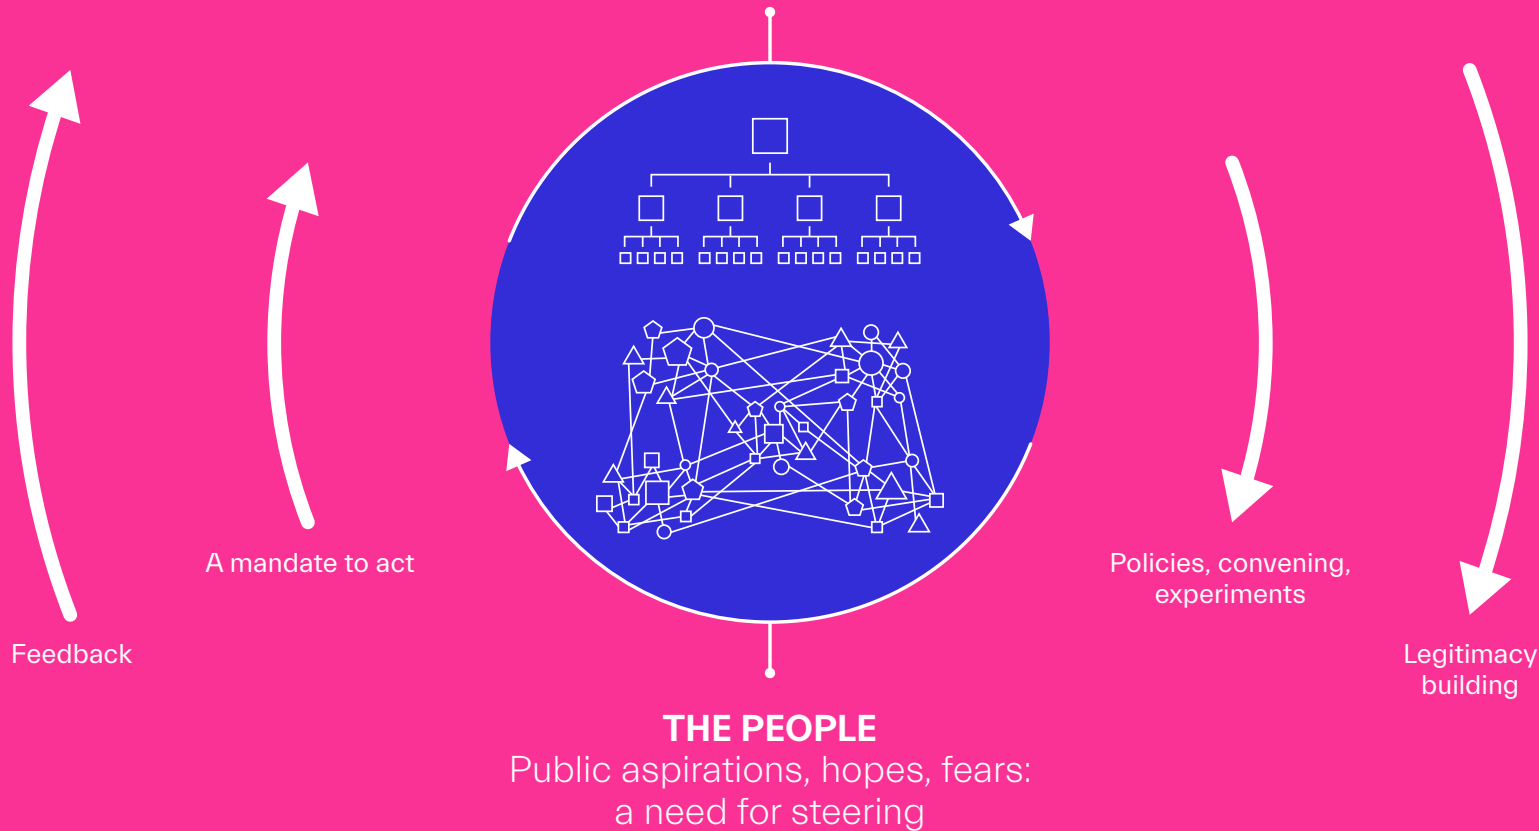 A mandate to act
Policies, convening,
experiments
Feedback
Legitimacy
building
THE PEOPLE
Public aspirations, hopes, fears:
a need for steering